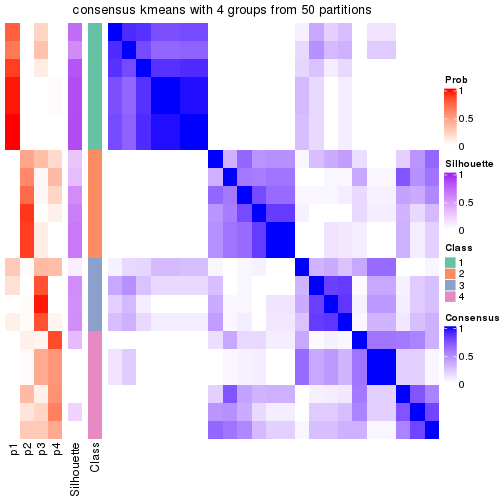 consensus kmeans with 4 groups from 50 partitions
Prob
1
0.5
0
Silhouette
1
0.5
0
Class
1
2
3
4
Consensus
1
0.5
0
p1
p2
p3
p4
Silhouette
Class